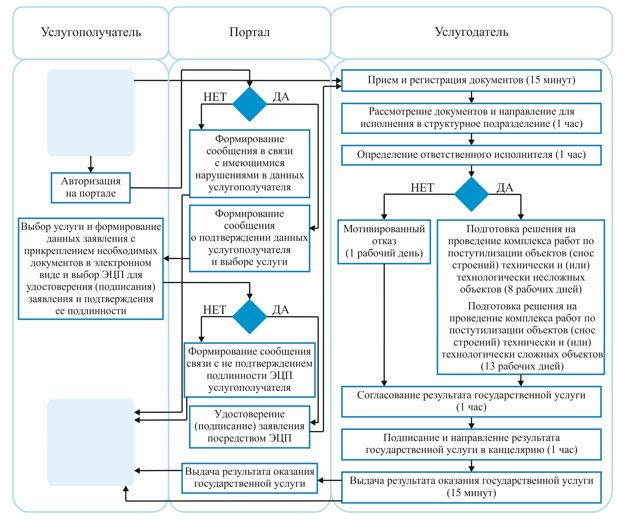 Услугополучатель
Портал
Услугодатель
Авторизация
на портале
Выбор услуги и формирование
данных заявления с
прикреплением необходимых
документов в электронном
виде и выбор ЭЦП для
удостоверения (подписания)
заявления и подтверждения
ее подлинности
НЕТ
ДА
Формирование
сообщения в связи
с имеющимися
нарушениями в данных
услугополучателя
Формирование
сообщения
о подтверждении данных
услугополучателя
и выборе услуги
НЕТ
ДА
Формирование сообщения
связи с не подтверждением
подлинности ЭЦП
услугополучателя
Удостоверение
(подписание) заявления
посредством ЭЦП
Выдача результата оказания
государственной услуги
Прием и регистрация документов (15 минут)
Рассмотрение документов и направление для
исполнения в структурное подразделение (1 час)
Определение ответственного исполнителя (1 час)
НЕТ
ДА
Мотивированный
отказ
(1 рабочий день)
Подготовка решения на
проведение комплекса работ по
постутилизации объектов (снос
строений) технически и (или)
технологически несложных
объектов (8 рабочих дней)
Подготовка решения на
проведение комплекса работ по
постутилизации объектов (снос
строений) технически и (или)
технологически сложных объектов
(13 рабочих дней)
Согласование результата государственной услуги
(1 час)
Подписание и направление результата
государственной услуги в канцелярию (1 час)
Выдача результата оказания государственной услуги
(15 минут)